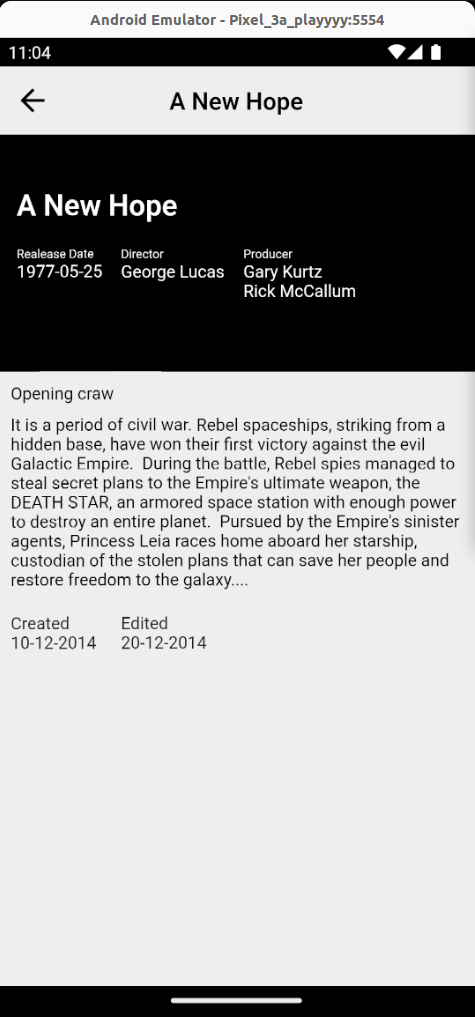 Android Emulator - Pixel_3a_playyyy:5554
11:04
A New Hope
A New Hope
Realease Date Director Producer
1977-05-25 George Lucas Gary Kurtz
Rick McCallum
Opening craw
It is a period of civil war. Rebel spaceships, striking from a
hidden base, have won their first victory against the evil
Galactic Empire.  During the battle, Rebel spies managed to
steal secret plans to the Empire's ultimate weapon, the
DEATH STAR, an armored space station with enough power
to destroy an entire planet.  Pursued by the Empire's sinister
agents, Princess Leia races home aboard her starship,
custodian of the stolen plans that can save her people and
restore freedom to the galaxy....
Created Edited
10-12-2014 20-12-2014